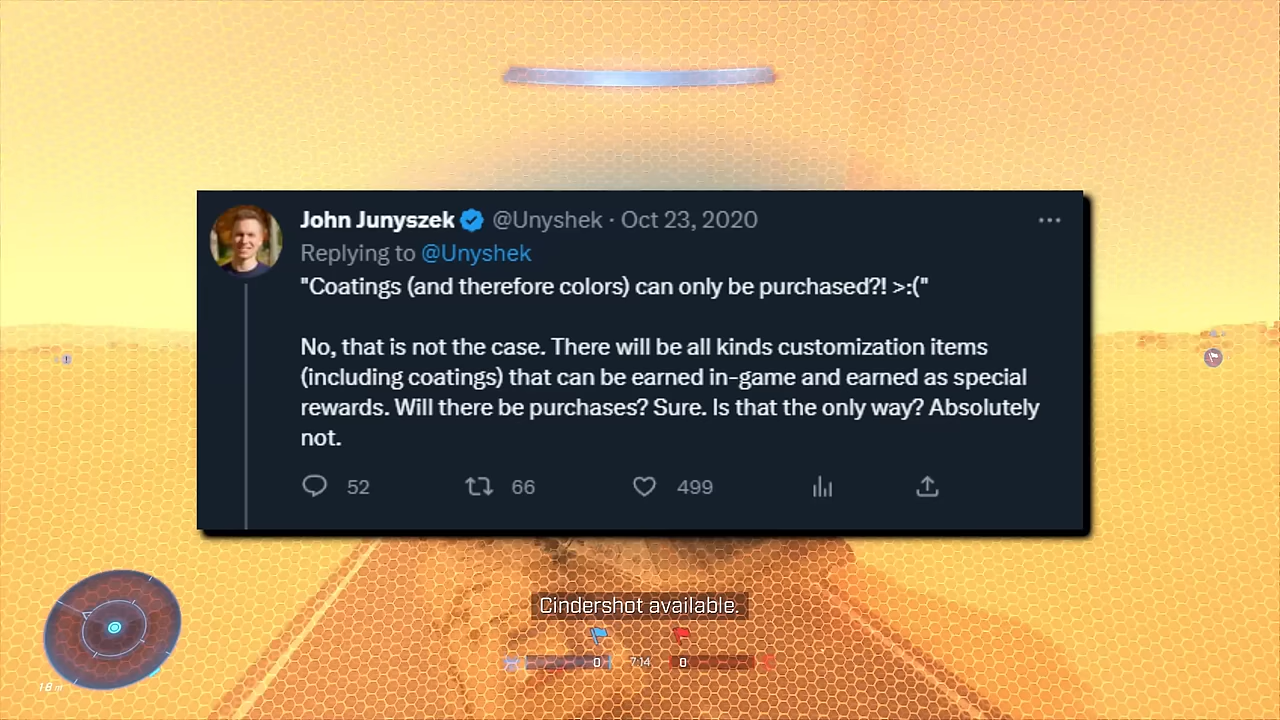 John Junyszek @Unyshek · Oct 23, 2020
Replying to @Unyshek
"Coatings (and therefore colors) can only be purchased?! >:("
No, that is not the case. There will be all kinds customization items
(including coatings) that can be earned in-game and earned as special
rewards. Will there be purchases? Sure. Is that the only way? Absolutely
not.
52 66 499
Cindershot available.
0 7:14 0
18 m